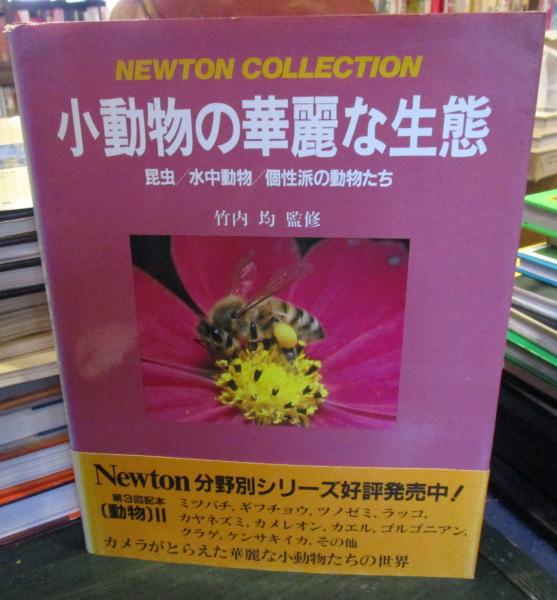 NEWTON COLLECTION
小動物の華麗な生態
昆虫/水中動物/個性派の動物たち
竹内 均 監修
Newton 分野別シリーズ好評発売中!
第3回配本
〔動物〕II
ミツバチ, ギフチョウ, ツノゼミ, ラッコ,
カヤネズミ, カメレオン, カエル, ゴルゴニアン,
クラゲ, ケンサキイカ, その他
カメラがとらえた華麗な小動物たちの世界